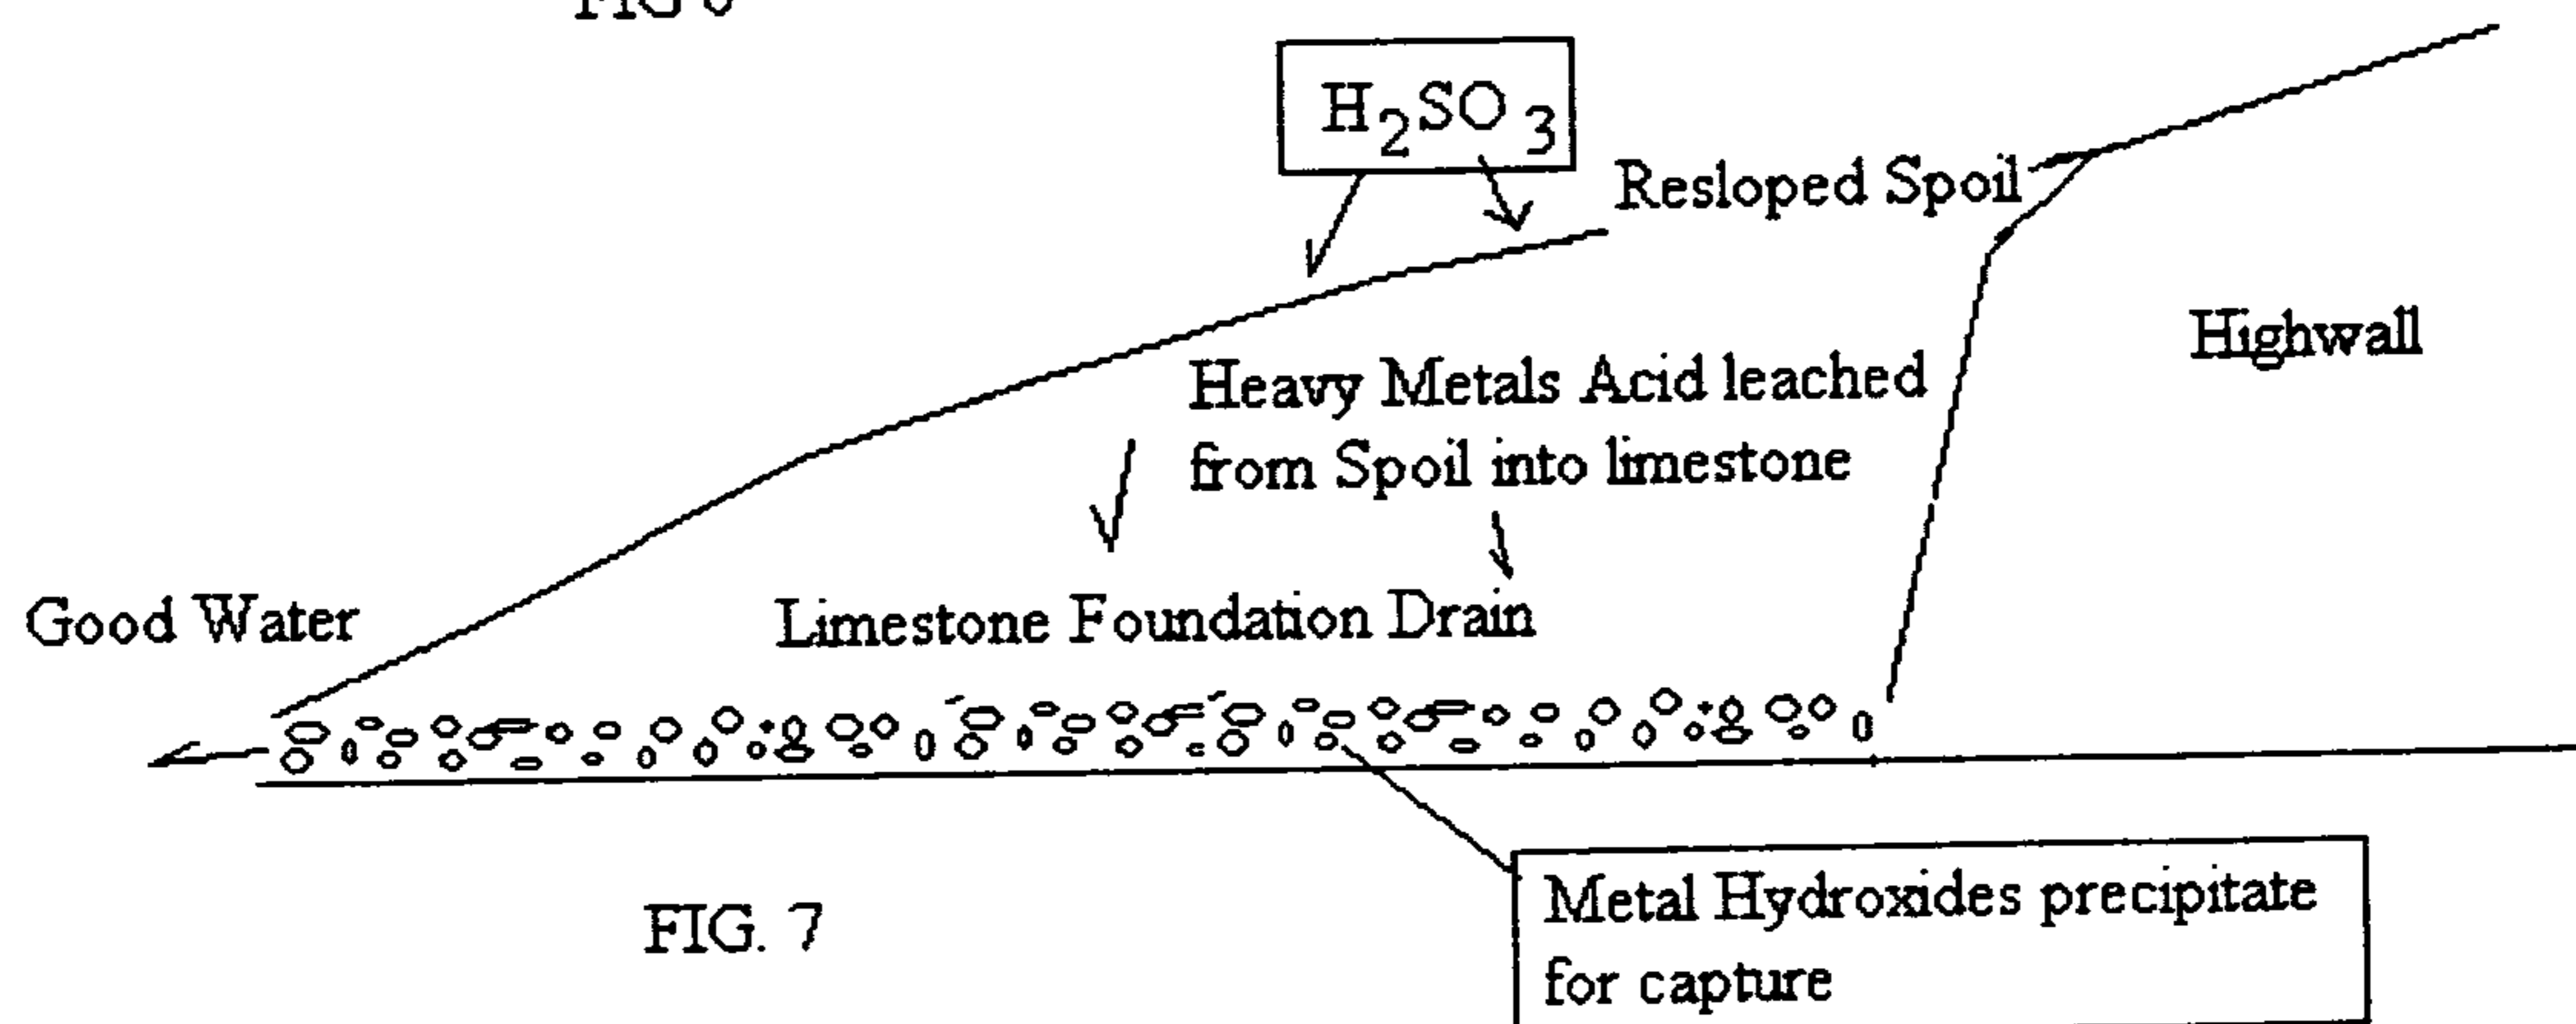 H2SO3
Resloped Spoil
Highwall
Heavy Metals Acid leached
from Spoil into limestone
Good Water
Limestone Foundation Drain
Metal Hydroxides precipitate
for capture
FIG. 7